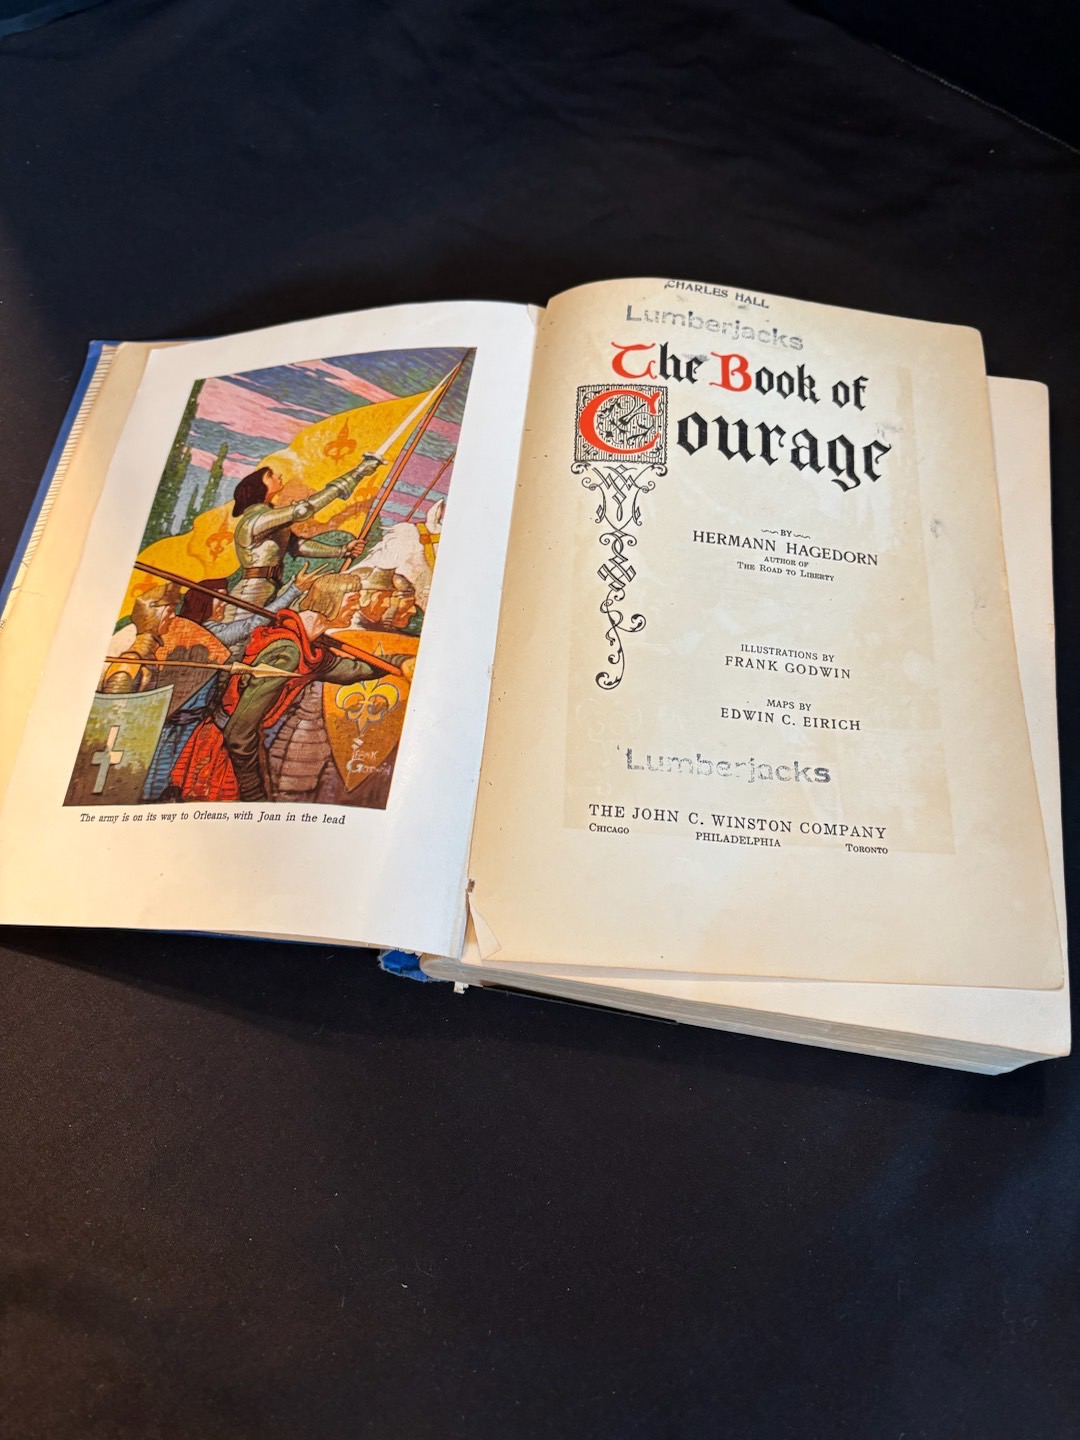 The army is on its way to Orleans, with Joan in the lead
Frank
Godwin
CHARLES HALL
Lumberjacks
The Book of
Courage
BY
HERMANN HAGEDORN
AUTHOR OF
THE ROAD TO LIBERTY
ILLUSTRATIONS BY
FRANK GODWIN
MAPS BY
EDWIN C. EIRICH
Lumberjacks
THE JOHN C. WINSTON COMPANY
CHICAGO PHILADELPHIA TORONTO